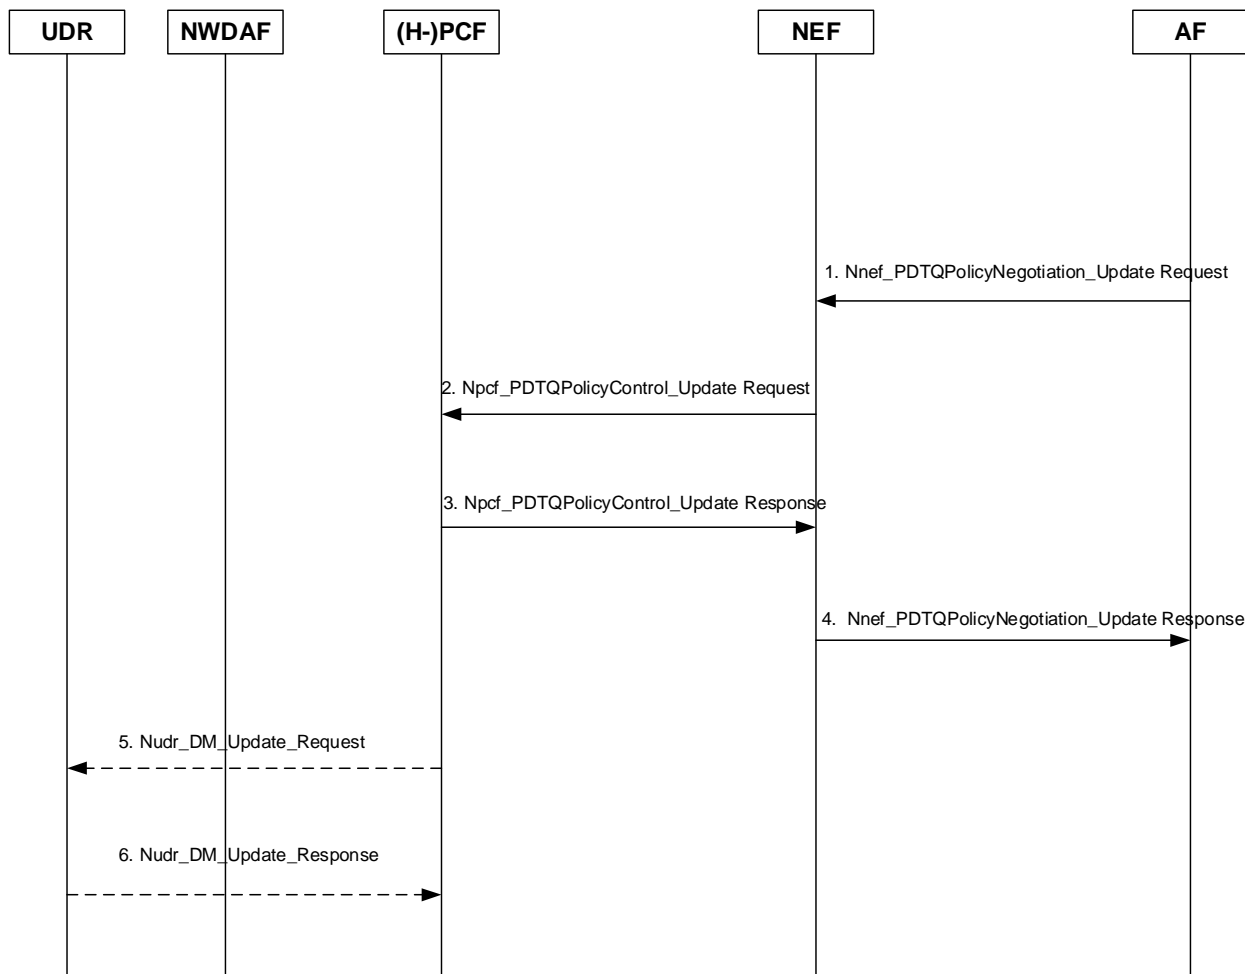 UDR
NWDAF
(H-)PCF
NEF
AF
1. Nnef_PDTQPolicyNegotiation_Update Request
2. Npcf_PDTQPolicyControl_Update Request
3. Npcf_PDTQPolicyControl_Update Response
4. Nnef_PDTQPolicyNegotiation_Update Response
5. Nudr_DM_Update_Request
6. Nudr_DM_Update_Response